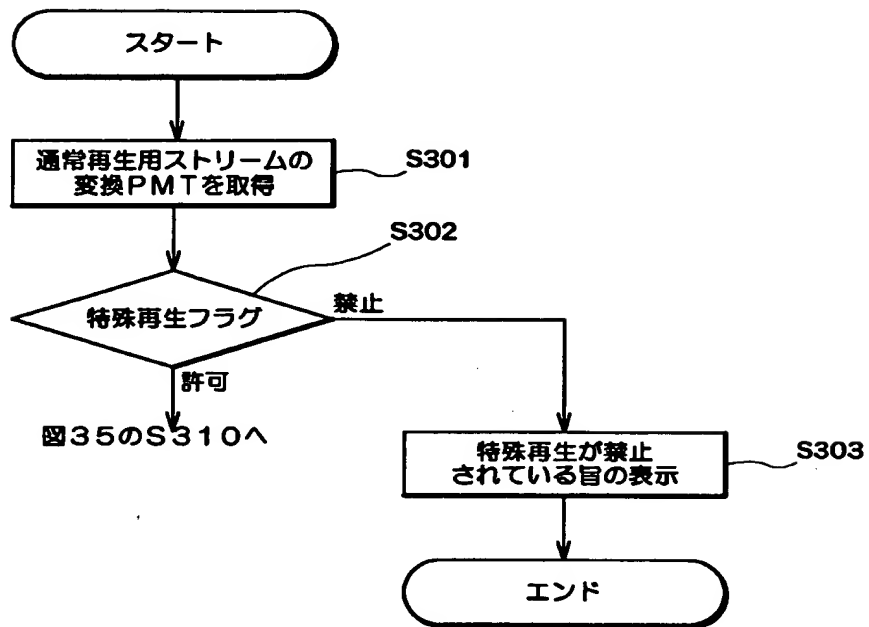 スタート
通常再生用ストリームの
変換PMTを取得
S301
S302
特殊再生フラグ
禁止
許可
図35のS310へ
特殊再生が禁止
されている旨の表示
S303
エンド